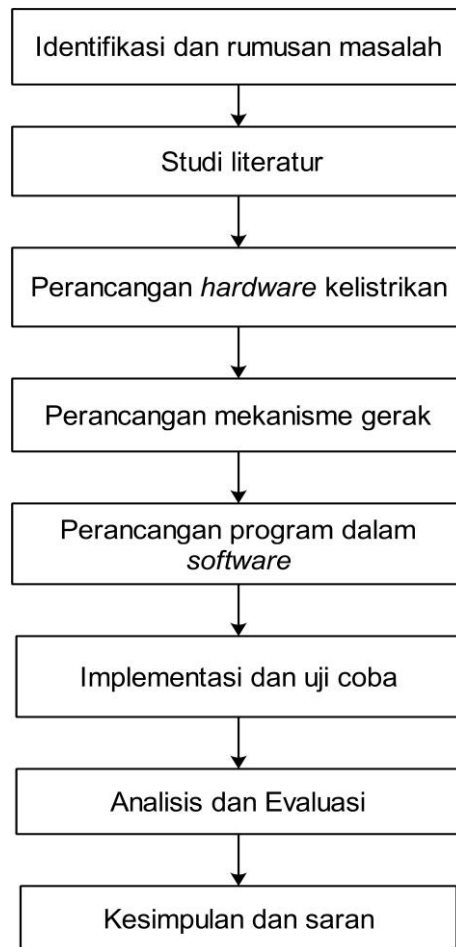 Identifikasi dan rumusan masalah
Studi literatur
Perancangan hardware kelistrikan
Perancangan mekanisme gerak
Perancangan program dalam
software
Implementasi dan uji coba
Analisis dan Evaluasi
Kesimpulan dan saran